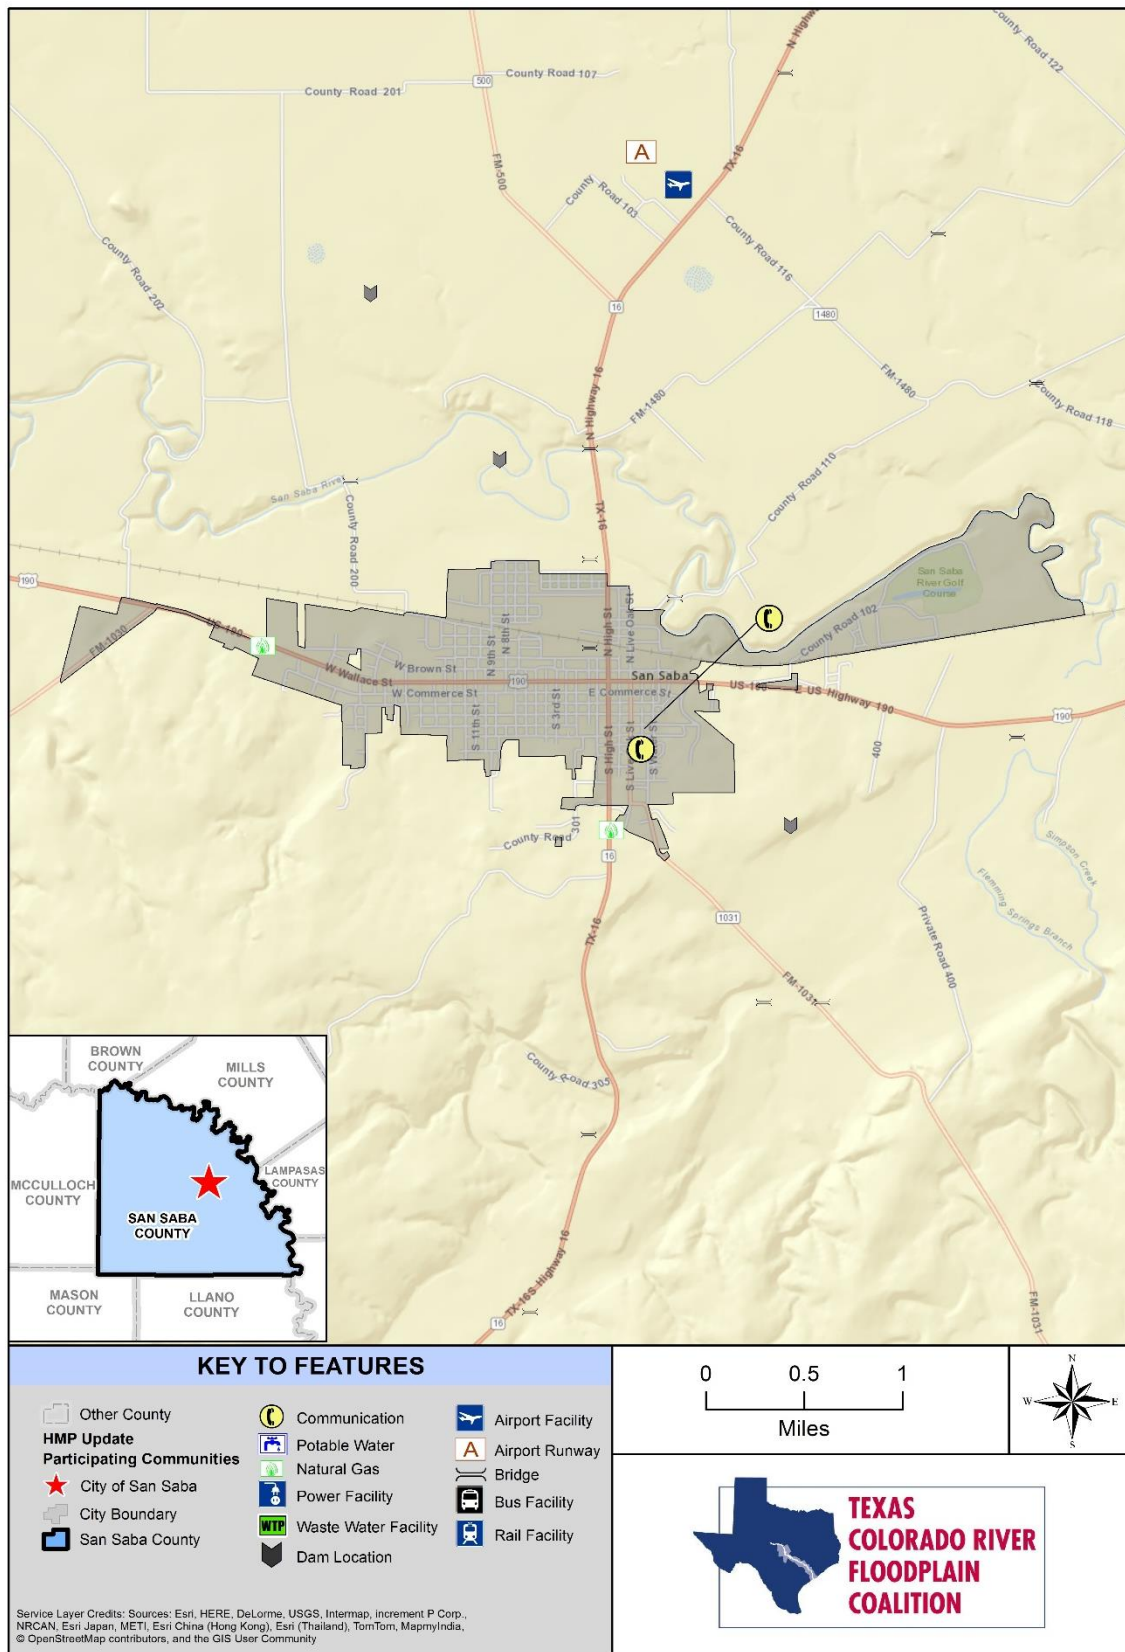 N Highway
County Road 107
500
County Road 201
County Road 122
A
TX-16
FM-500
County Road 103
County Road 116
County Road 202
16
1480
N Highway 16
FM-1480
FM-1480
County Road 118
County Road 110
San Saba River
TX-16
County Road 200
190
San Saba
River Golf
Course
County Road 102
FM-1030
US-190
N 8th St
N 9th St
N High St
N Live Oak St
W Brown St
W Wallace St
190
San Saba
W Commerce St
E Commerce St
US-190
E US Highway 190
190
S 11th St
S 3rd St
S High St
400
County Road 301
16
Simpson Creek
Flemming Springs Branch
1031
TX-16
Private Road 400
FM-1031
County Road 305
TX-16S Highway 16
16
FM-1031
BROWN
COUNTY
MILLS
COUNTY
MCCULLOCH
COUNTY
LAMPASAS
COUNTY
SAN SABA
COUNTY
MASON
COUNTY
LLANO
COUNTY
KEY TO FEATURES
Other County
HMP Update
Participating Communities
City of San Saba
City Boundary
San Saba County
Communication
Potable Water
Natural Gas
Power Facility
WTP
Waste Water Facility
Dam Location
Airport Facility
A
Airport Runway
Bridge
Bus Facility
Rail Facility
Service Layer Credits: Sources: Esri, HERE, DeLorme, USGS, Intermap, increment P Corp.,
NRCAN, Esri Japan, METI, Esri China (Hong Kong), Esri (Thailand), TomTom, MapmyIndia,
© OpenStreetMap contributors, and the GIS User Community
0 0.5 1
Miles
N
W
E
S
TEXAS
COLORADO RIVER
FLOODPLAIN
COALITION